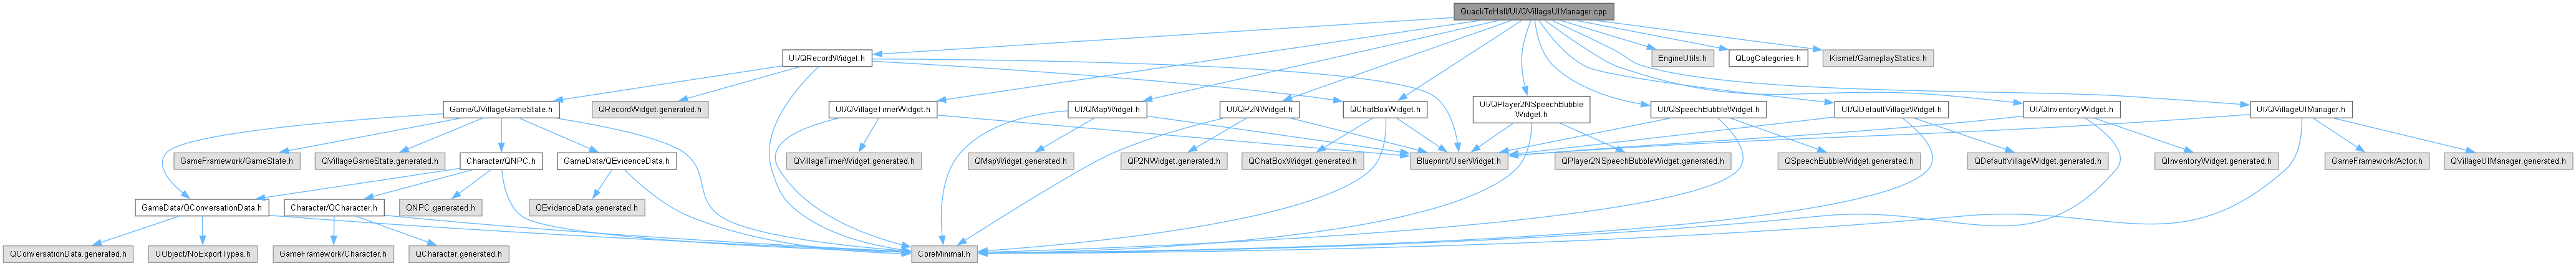 QuackToHell/UI/QVillageUIManager.cpp
UI/QRecordWidget.h
EngineUtils.h
QLogCategories.h
Kismet/GameplayStatics.h
Game/QVillageGameState.h
QRecordWidget.generated.h
UI/QVillageTimerWidget.h
UI/QMapWidget.h
UI/QP2NWidget.h
QChatBoxWidget.h
UI/QPlayer2NSpeechBubble
Widget.h
UI/QSpeechBubbleWidget.h
UI/QDefaultVillageWidget.h
UI/QInventoryWidget.h
UI/QVillageUIManager.h
GameFramework/GameState.h
QVillageGameState.generated.h
Character/QNPC.h
GameData/QEvidenceData.h
QVillageTimerWidget.generated.h
QMapWidget.generated.h
QP2NWidget.generated.h
QChatBoxWidget.generated.h
Blueprint/UserWidget.h
QPlayer2NSpeechBubbleWidget.generated.h
QSpeechBubbleWidget.generated.h
QDefaultVillageWidget.generated.h
QInventoryWidget.generated.h
GameFramework/Actor.h
QVillageUIManager.generated.h
GameData/QConversationData.h
Character/QCharacter.h
QNPC.generated.h
QEvidenceData.generated.h
QConversationData.generated.h
UObject/NoExportTypes.h
GameFramework/Character.h
QCharacter.generated.h
CoreMinimal.h